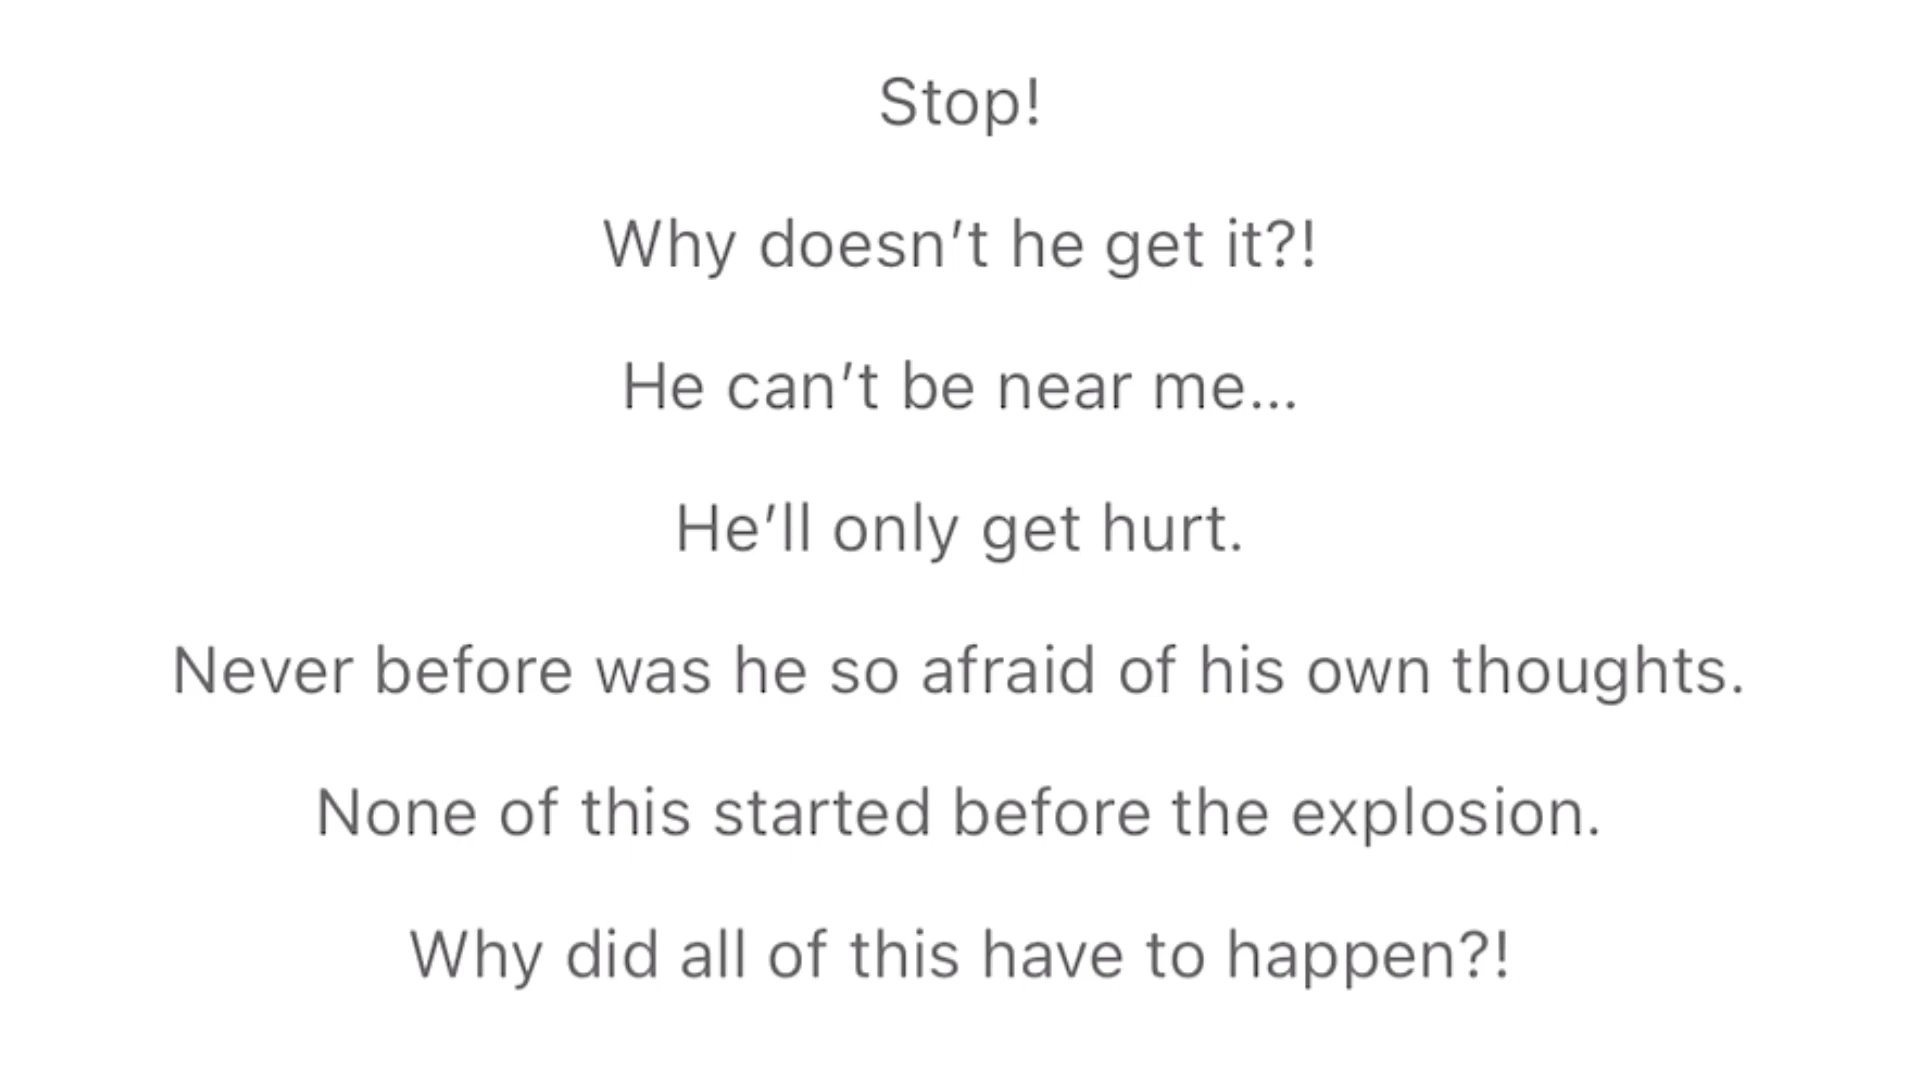 Stop!
Why doesn’t he get it?!
He can’t be near me...
He’ll only get hurt.
Never before was he so afraid of his own thoughts.
None of this started before the explosion.
Why did all of this have to happen?!